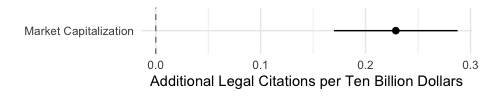 Market Capitalization
0.0 0.1 0.2 0.3
Additional Legal Citations per Ten Billion Dollars